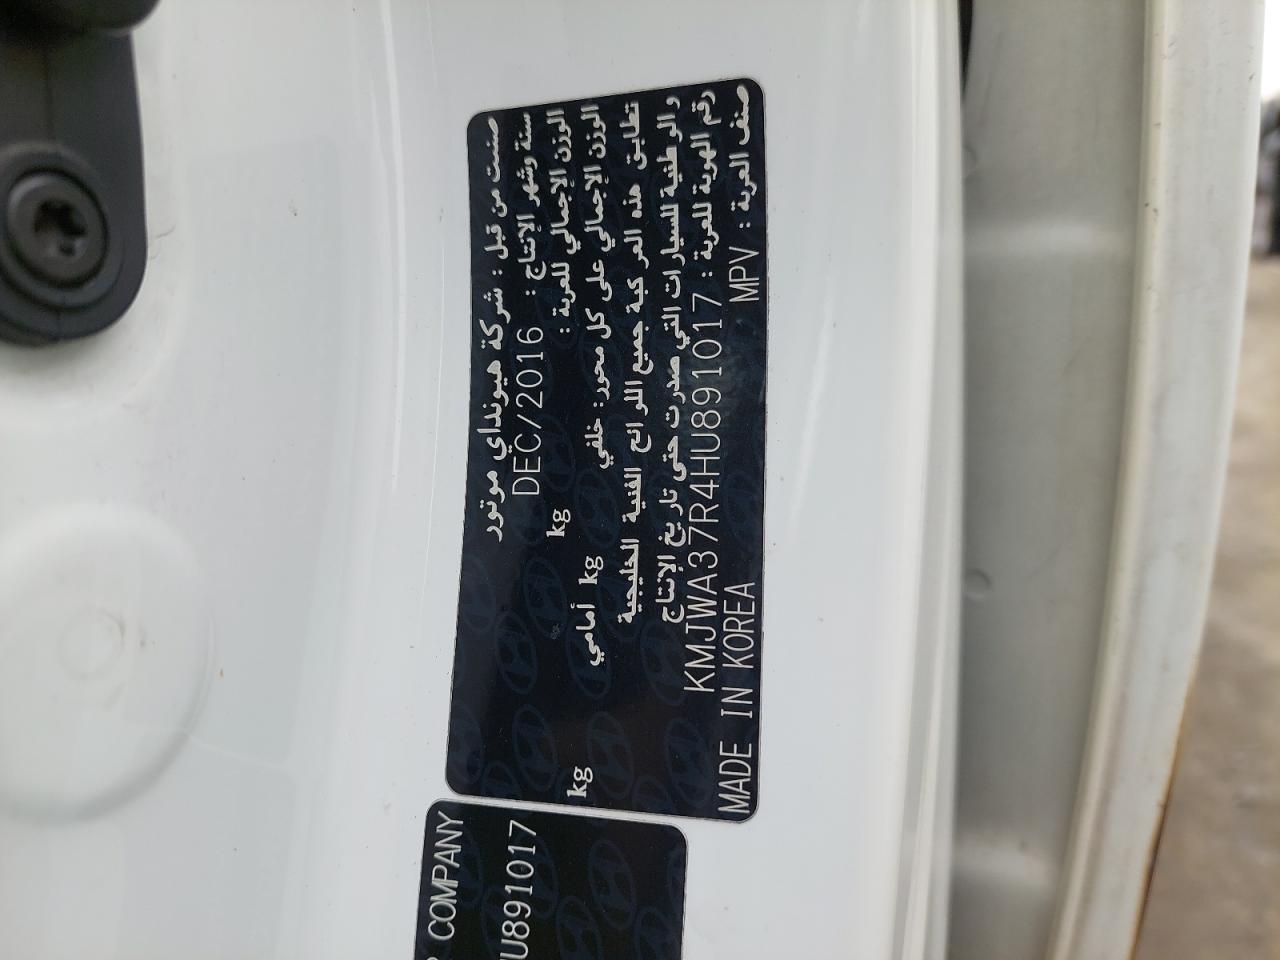 صنعت من قبل : شركة هيونداي موتور
سنة وشهر الإنتاج : DEC/2016
الوزن الإجمالي للعربة : kg
الوزن الإجمالي على كل محور: خلفي kg أمامي kg
تطابق هذه المركبة جميع اللوائح الفنية الخليجية
و الوطنية للسيارات التي صدرت حتى تاريخ الإنتاج
رقم الهوية للعربة : KMJWA37R4HU891017
صنف العربة : MPV MADE IN KOREA
COMPANY
U891017